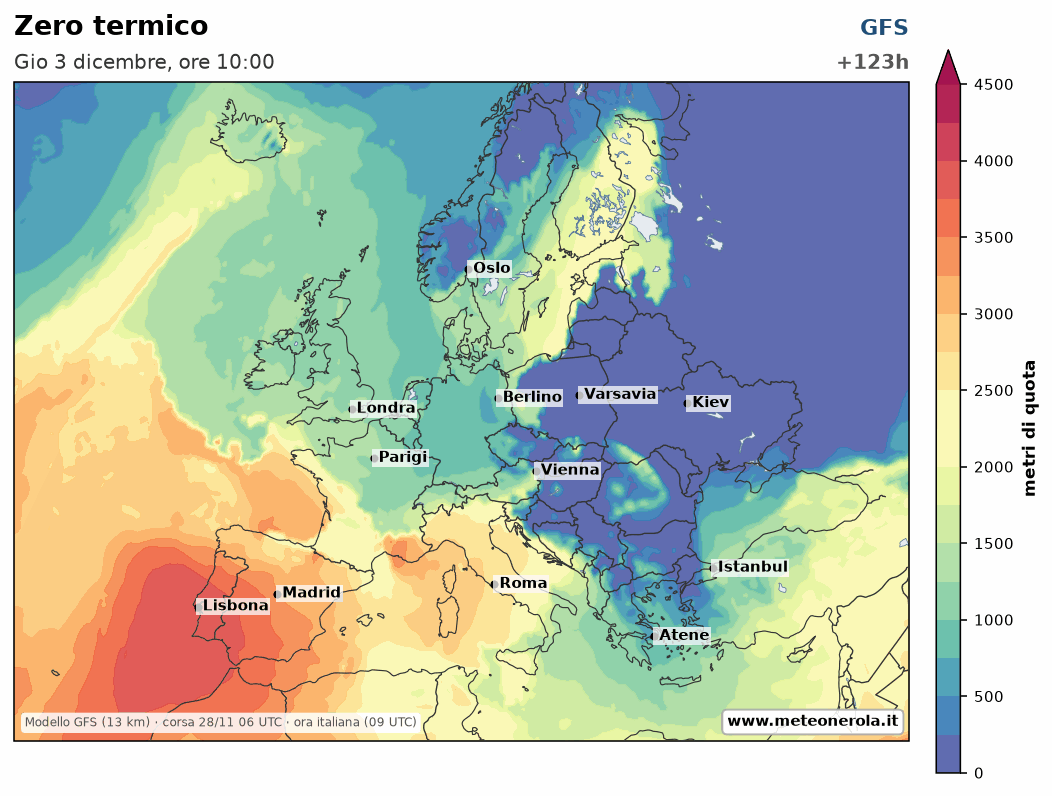 Zero termico
GFS
Gio 3 dicembre, ore 10:00
+123h
4500
4000
3500
3000
2500
2000
1500
1000
500
0
metri di quota
Oslo
Berlino
Varsavia
Kiev
Londra
Parigi
Vienna
Istanbul
Roma
Madrid
Lisbona
Atene
Modello GFS (13 km) · corsa 28/11 06 UTC · ora italiana (09 UTC)
www.meteonerola.it